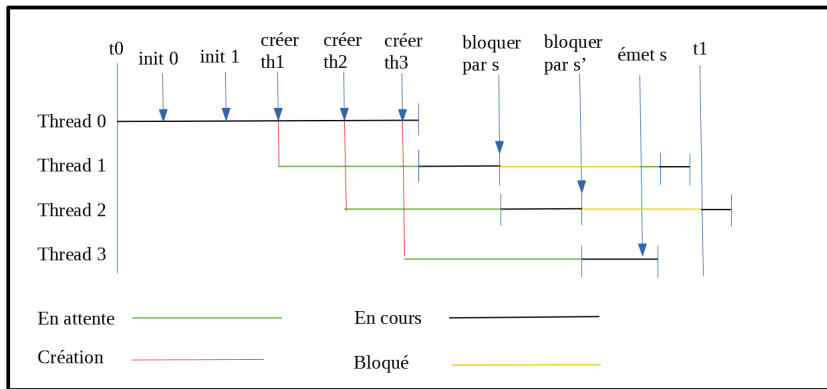 t0
init 0
init 1
créer
th1
créer
th2
créer
th3
bloquer
par s
bloquer
par s’
émet s
t1
Thread 0
Thread 1
Thread 2
Thread 3
En attente
En cours
Création
Bloqué